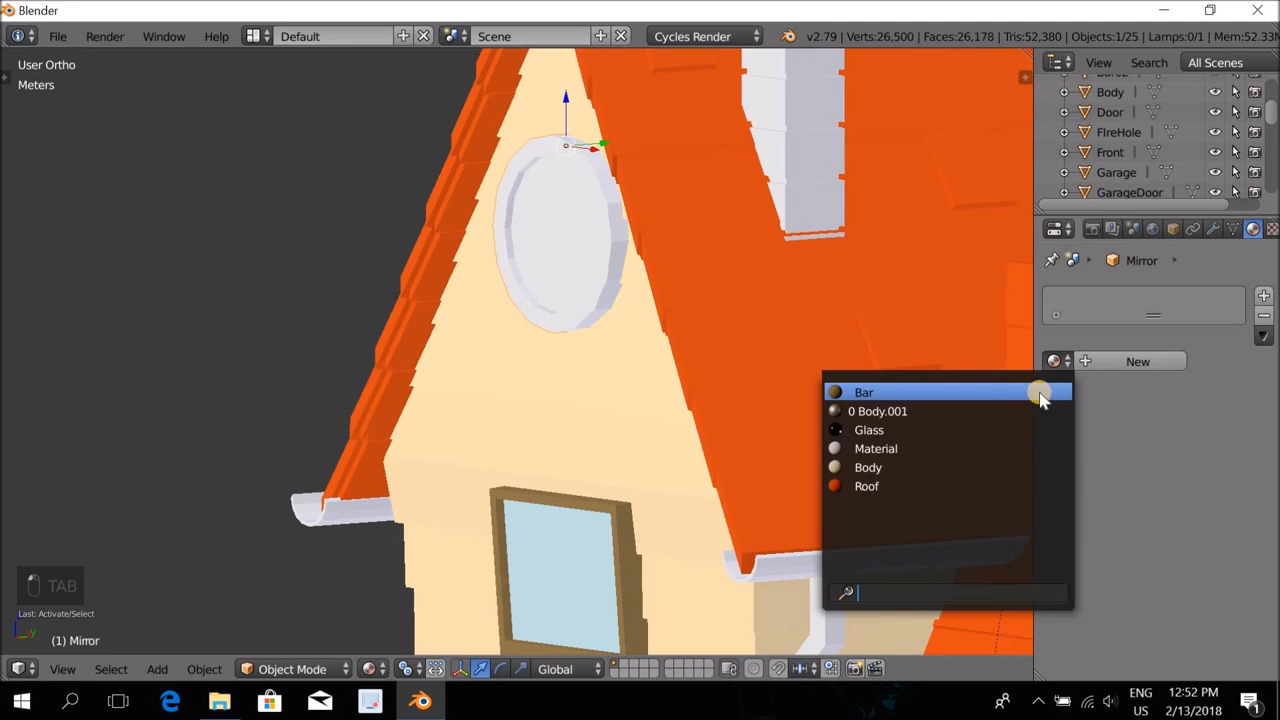 Blender
File Render Window Help Default Scene Cycles Render v2.79 | Verts:26,500 | Faces:26,178 | Tris:52,380 | Objects:1/25 | Lamps:0/1 | Mem:52.33M
User Ortho
Meters
View Search All Scenes
Body
Door
FIreHole
Front
Garage
GarageDoor
Mirror
New
Bar
0 Body.001
Glass
Material
Body
Roof
TAB
Last: Activate/Select
(1) Mirror
View Select Add Object Object Mode Global
ENG
US
12:52 PM
2/13/2018
1